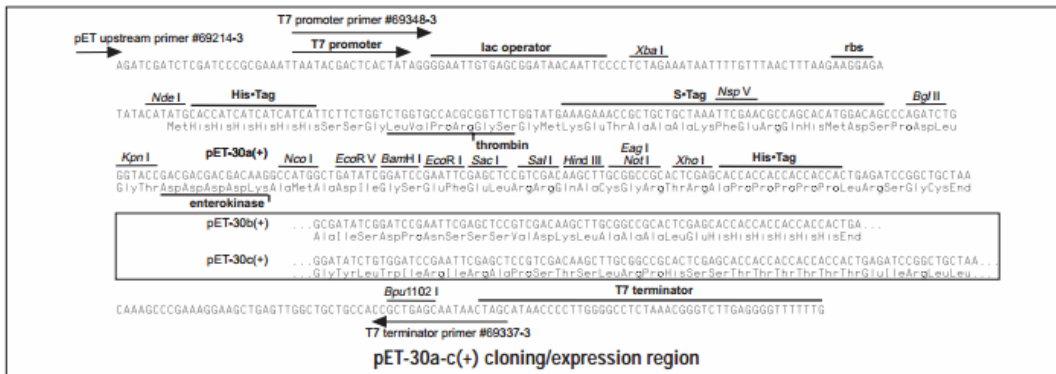 T7 promoter primer #69348-3
pET upstream primer #69214-3
T7 promoter
lac operator
Xba I
rbs
AGATCGATCTCGATCCCGCGAAATTAATACGACTCACTATAGGGGAATTGTGAGCGGATAACAATTCCCCTCTAGAAATAATTTTGTTTAACTTTAAGAAGGAGA
Nde I
His•Tag
S•Tag
Nsp V
Bgl II
TATACATATGCACCATCATCATCATCATTCTTCTGGTCTGGTGCCACGCGGTTCTGGTATGAAAGAAACCGCTGCTGCTAAATTCGAACGCCAGCACATGGACAGCCCAGATCTG
MetHisHisHisHisHisHisSerSerGlyLeuValProArgGlySerGlyMetLysGluThrAlaAlaAlaLysPheGluArgGlnHisMetAspSerProAspLeu
thrombin
Kpn I
pET-30a(+)
Nco I
EcoR V
BamH I
EcoR I
Sac I
Sal I
Hind III
Eag I
Not I
Xho I
His•Tag
GGTACCGACGACGACGACAAGGCCATGGCTGATATCGGATCCGAATTCGAGCTCCGTCGACAAGCTTGCGGCCGCACTCGAGCACCACCACCACCACCACTGAGATCCGGCTGCTAA
GlyThrAspAspAspAspLysAlaMetAlaAspIleGlySerGluPheGluLeuArgArgGlnAlaCysGlyArgThrArgAlaProProProProProLeuArgSerGlyCysEnd
enterokinase
pET-30b(+)
...GCGATATCGGATCCGAATTCGAGCTCCGTCGACAAGCTTGCGGCCGCACTCGAGCACCACCACCACCACCACTGA...
AlaIleSerAspProAsnSerSerSerValAspLysLeuAlaAlaAlaLeuGluHisHisHisHisHisHisEnd
pET-30c(+)
...GGATATCTGTGGATCCGAATTCGAGCTCCGTCGACAAGCTTGCGGCCGCACTCGAGCACCACCACCACCACCACTGAGATCCGGCTGCTAA...
GlyTyrLeuTrpIleArgIleArgAlaProSerThrSerLeuArgProHisSerSerThrThrThrThrThrThrGluIleArgLeuLeu...
Bpu1102 I
T7 terminator
CAAAGCCCGAAAGGAAGCTGAGTTGGCTGCTGCCACCGCTGAGCAATAACTAGCATAACCCCTTGGGGCCTCTAAACGGGTCTTGAGGGGTTTTTTG
T7 terminator primer #69337-3
pET-30a-c(+) cloning/expression region